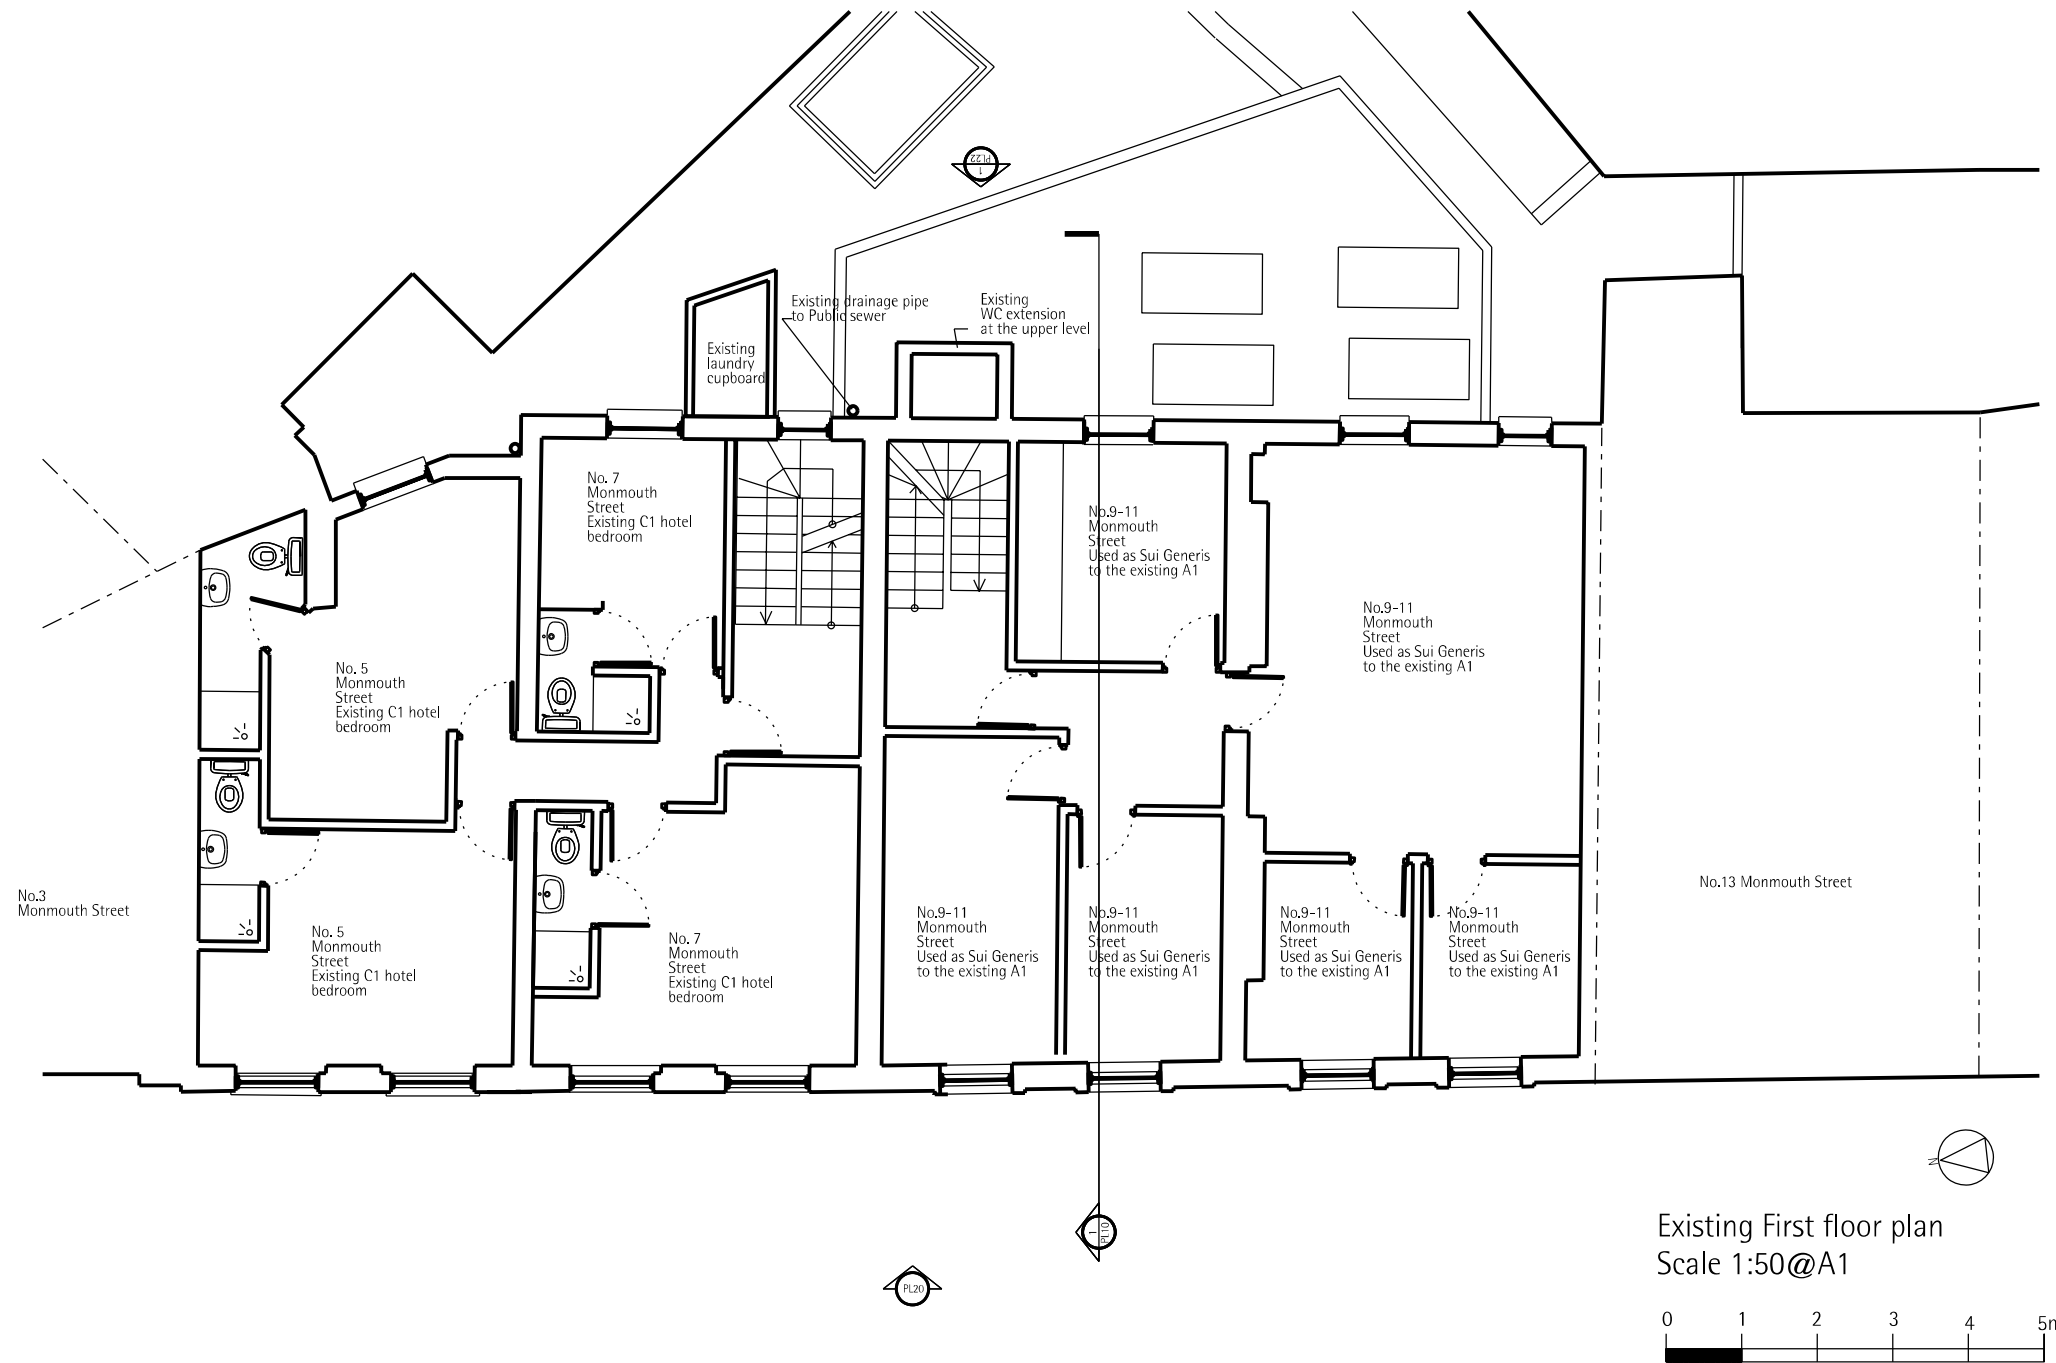 PL22
1
Existing drainage pipe
to Public sewer
Existing
WC extension
at the upper level
Existing
laundry
cupboard
No. 7
Monmouth
Street
Existing C1 hotel
bedroom
No.9-11
Monmouth
Street
Used as Sui Generis
to the existing A1
No.9-11
Monmouth
Street
Used as Sui Generis
to the existing A1
No. 5
Monmouth
Street
Existing C1 hotel
bedroom
No.3
Monmouth Street
No. 5
Monmouth
Street
Existing C1 hotel
bedroom
No. 7
Monmouth
Street
Existing C1 hotel
bedroom
No.9-11
Monmouth
Street
Used as Sui Generis
to the existing A1
No.9-11
Monmouth
Street
Used as Sui Generis
to the existing A1
No.9-11
Monmouth
Street
Used as Sui Generis
to the existing A1
No.9-11
Monmouth
Street
Used as Sui Generis
to the existing A1
No.13 Monmouth Street
N
1
PL10
PL20
Existing First floor plan
Scale 1:50@A1
0 1 2 3 4 5m